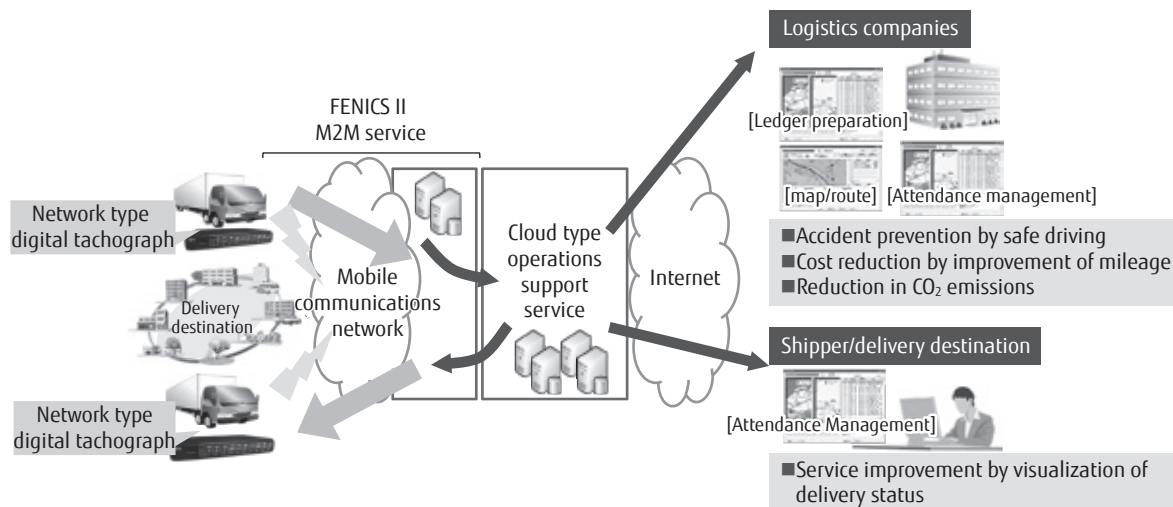 FENICS II
M2M service
Network type
digital tachograph
Delivery
destination
Network type
digital tachograph
Mobile
communications
network
Cloud type
operations
support
service
Internet
Logistics companies
[Ledger preparation]
[map/route]
[Attendance management]
■Accident prevention by safe driving
■Cost reduction by improvement of mileage
■Reduction in CO₂ emissions
Shipper/delivery destination
[Attendance Management]
■Service improvement by visualization of
delivery status